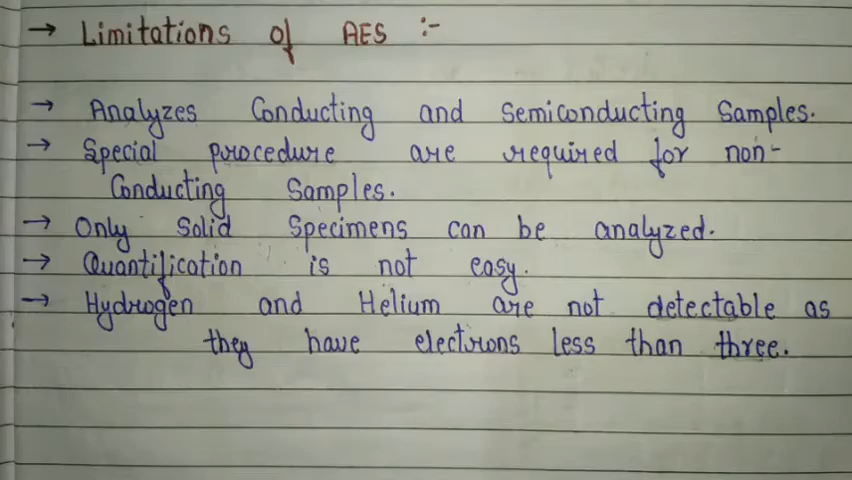 → Limitations of AES :-
→ Analyzes Conducting and Semiconducting Samples.
→ Special procedure are required for non-
Conducting Samples.
→ Only Solid Specimens can be analyzed.
→ Quantification is not easy.
→ Hydrogen and Helium are not detectable as
they have electrons less than three.